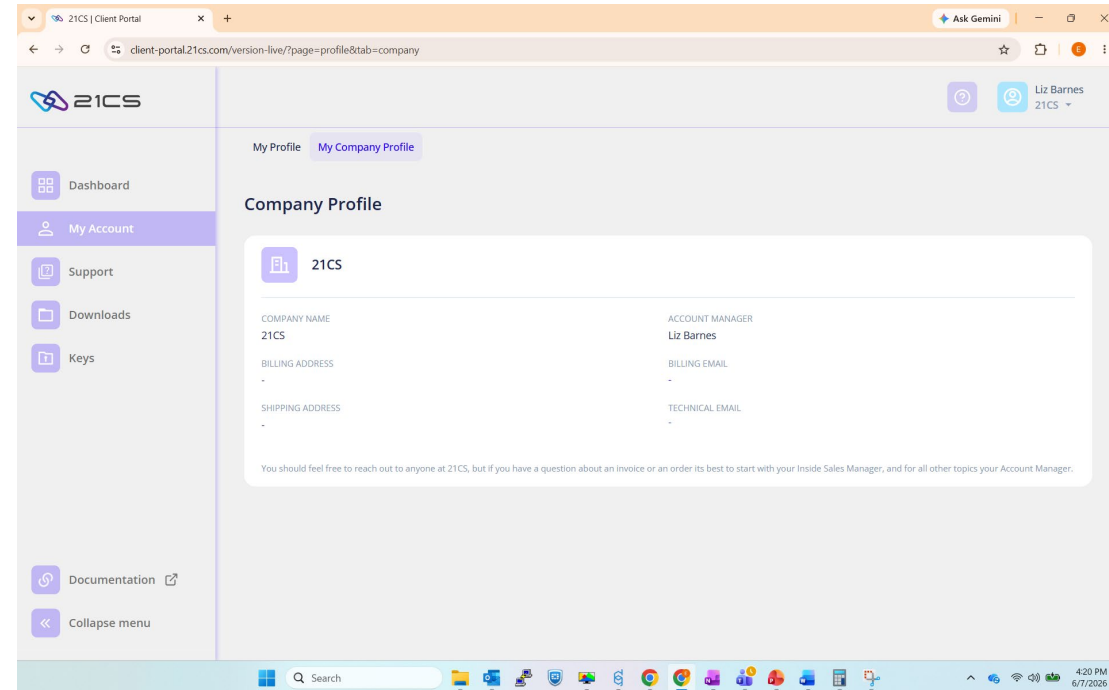 21CS | Client Portal
Ask Gemini
client-portal.21cs.com/version-live/?page=profile&tab=company
E
21CS
Liz Barnes
21CS
My Profile
My Company Profile
Dashboard
My Account
Support
Downloads
Keys
Company Profile
21CS
COMPANY NAME
21CS
ACCOUNT MANAGER
Liz Barnes
BILLING ADDRESS
-
BILLING EMAIL
-
SHIPPING ADDRESS
-
TECHNICAL EMAIL
-
You should feel free to reach out to anyone at 21CS, but if you have a question about an invoice or an order its best to start with your Inside Sales Manager, and for all other topics your Account Manager.
Documentation
Collapse menu
Search
4:20 PM
6/7/2026